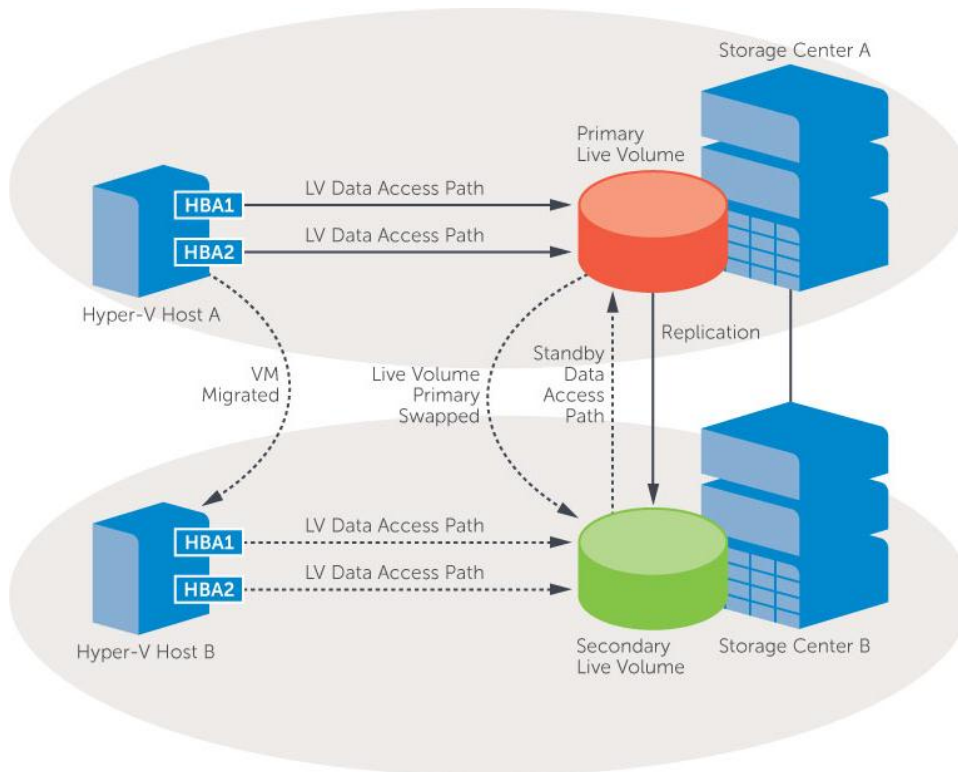 Storage Center A
Primary
Live Volume
LV Data Access Path
HBA1
LV Data Access Path
HBA2
Hyper-V Host A
Replication
VM
Migrated
Live Volume
Primary
Swapped
Standby
Data
Access
Path
LV Data Access Path
HBA1
LV Data Access Path
HBA2
Hyper-V Host B
Secondary
Live Volume
Storage Center B